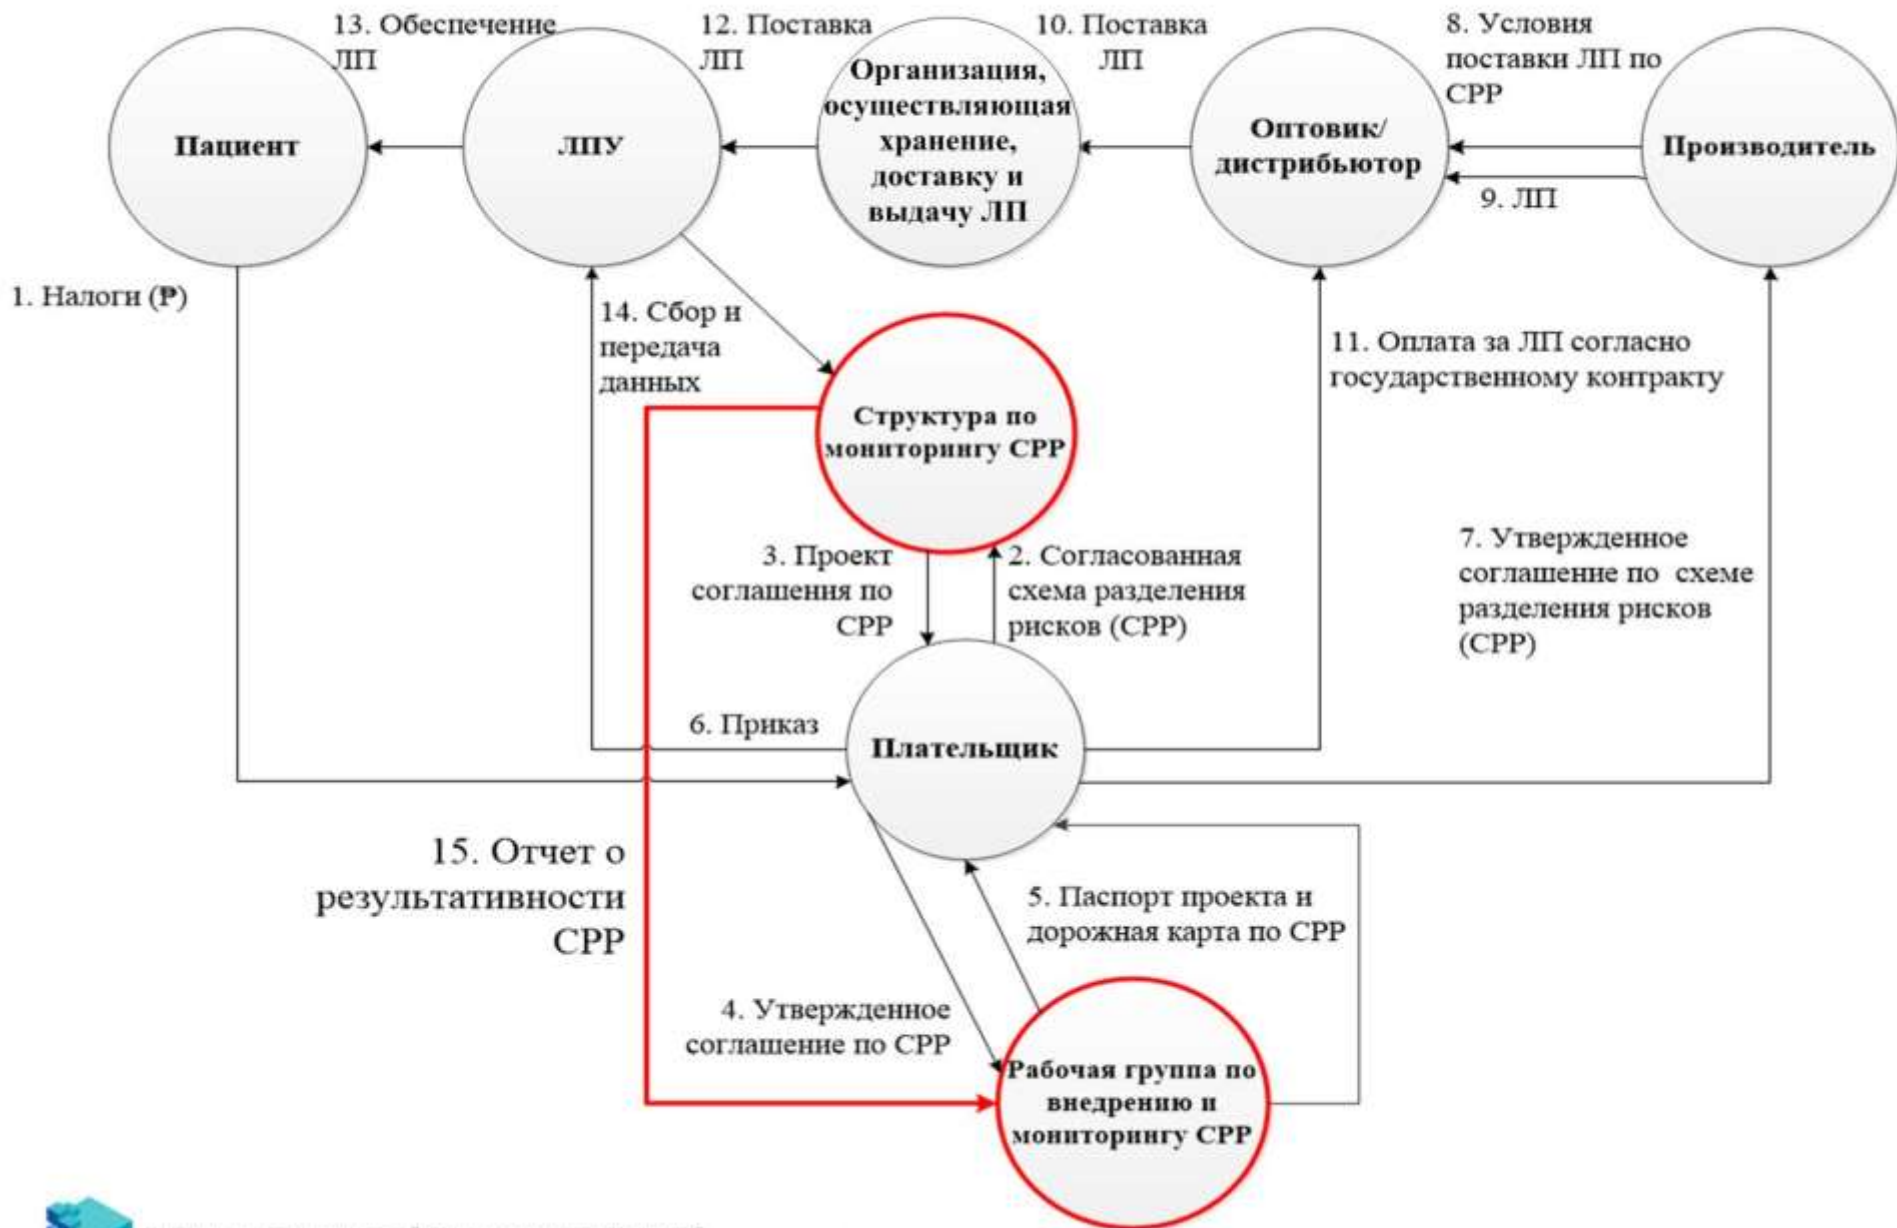 13. Обеспечение
ЛП
12. Поставка
ЛП
10. Поставка
ЛП
8. Условия
поставки ЛП по
СРР
Пациент
ЛПУ
Организация,
осуществляющая
хранение,
доставку и
выдачу ЛП
Оптовик/
дистрибьютор
Производитель
9. ЛП
1. Налоги (₽)
14. Сбор и
передача
данных
11. Оплата за ЛП согласно
государственному контракту
Структура по
мониторингу СРР
3. Проект
соглашения по
СРР
2. Согласованная
схема разделения
рисков (СРР)
7. Утвержденное
соглашение по схеме
разделения рисков
(СРР)
6. Приказ
Плательщик
15. Отчет о
результативности
СРР
5. Паспорт проекта и
дорожная карта по СРР
4. Утвержденное
соглашение по СРР
Рабочая группа по
внедрению и
мониторингу СРР